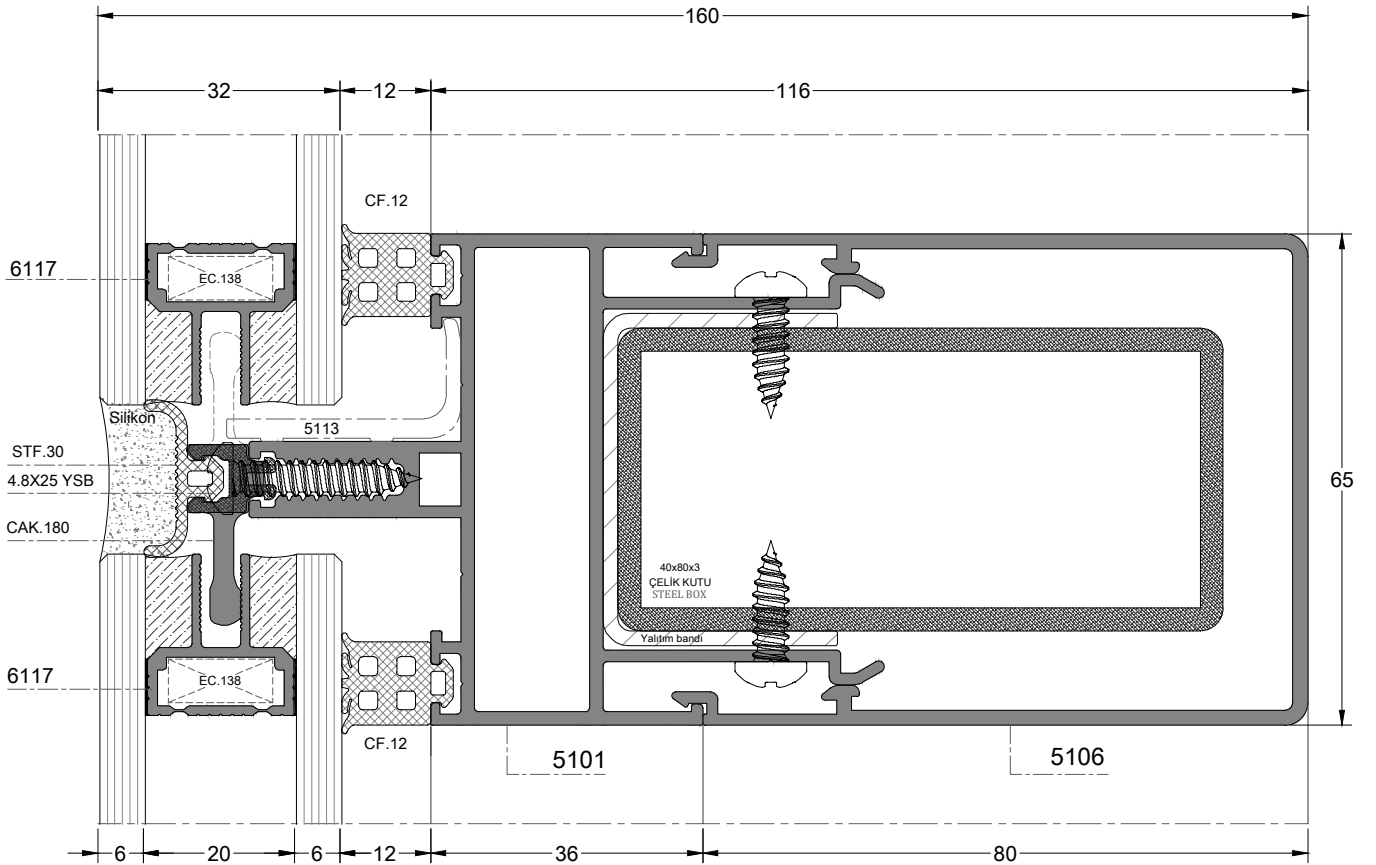 160
32
12
116
CF.12
6117
EC.138
Silikon
5113
STF.30
4.8X25 YSB
CAK.180
65
40x80x3
ÇELİK KUTU
STEEL BOX
Yalıtım bandı
6117
EC.138
CF.12
5101
5106
6
20
6
12
36
80